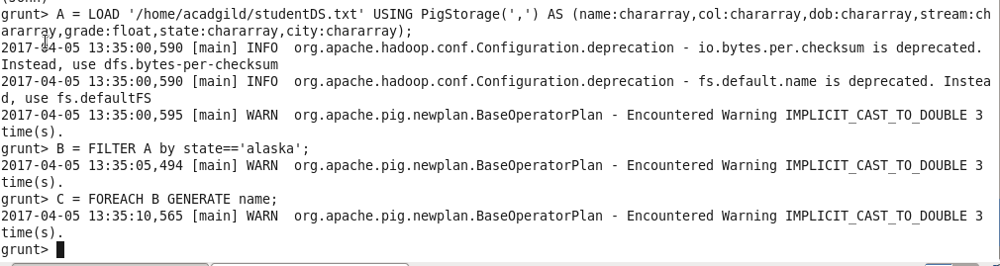 (John)
grunt> A = LOAD '/home/acadgild/studentDS.txt' USING PigStorage(',') AS (name:chararray,col:chararray,dob:chararray,stream:ch
ararray,grade:float,state:chararray,city:chararray);
2017-04-05 13:35:00,590 [main] INFO  org.apache.hadoop.conf.Configuration.deprecation - io.bytes.per.checksum is deprecated.
Instead, use dfs.bytes-per-checksum
2017-04-05 13:35:00,590 [main] INFO  org.apache.hadoop.conf.Configuration.deprecation - fs.default.name is deprecated. Instea
d, use fs.defaultFS
2017-04-05 13:35:00,595 [main] WARN  org.apache.pig.newplan.BaseOperatorPlan - Encountered Warning IMPLICIT_CAST_TO_DOUBLE 3
time(s).
grunt> B = FILTER A by state=='alaska';
2017-04-05 13:35:05,494 [main] WARN  org.apache.pig.newplan.BaseOperatorPlan - Encountered Warning IMPLICIT_CAST_TO_DOUBLE 3
time(s).
grunt> C = FOREACH B GENERATE name;
2017-04-05 13:35:10,565 [main] WARN  org.apache.pig.newplan.BaseOperatorPlan - Encountered Warning IMPLICIT_CAST_TO_DOUBLE 3
time(s).
grunt>